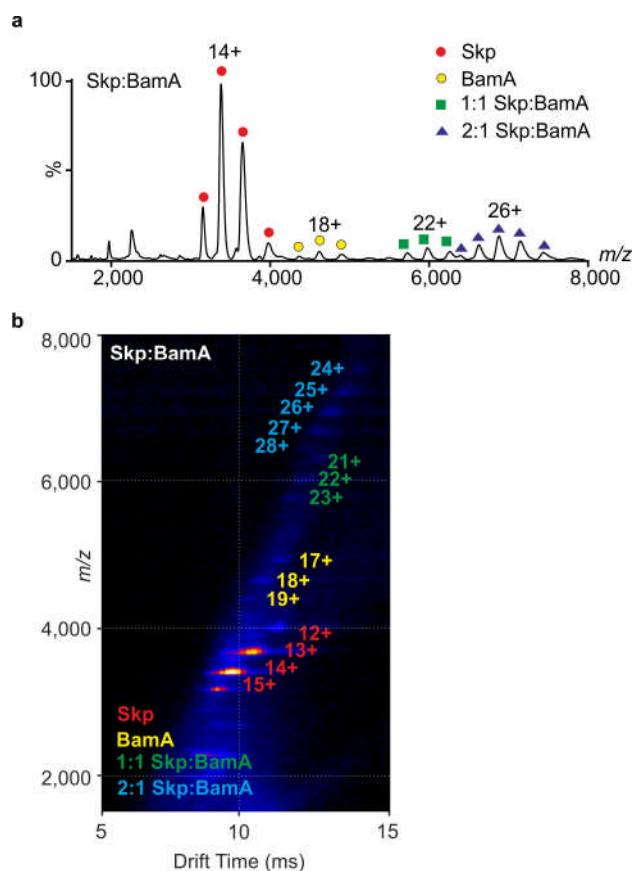 a
14+
Skp:BamA
Skp
BamA
1:1 Skp:BamA
2:1 Skp:BamA
100
%
0
18+
22+
26+
2,000
4,000
6,000
m/z
8,000
b
8,000
Skp:BamA
24+
25+
26+
27+
28+
21+
6,000
22+
23+
m/z
17+
18+
19+
4,000
12+
13+
14+
15+
Skp
BamA
1:1 Skp:BamA
2,000
2:1 Skp:BamA
5
10
15
Drift Time (ms)